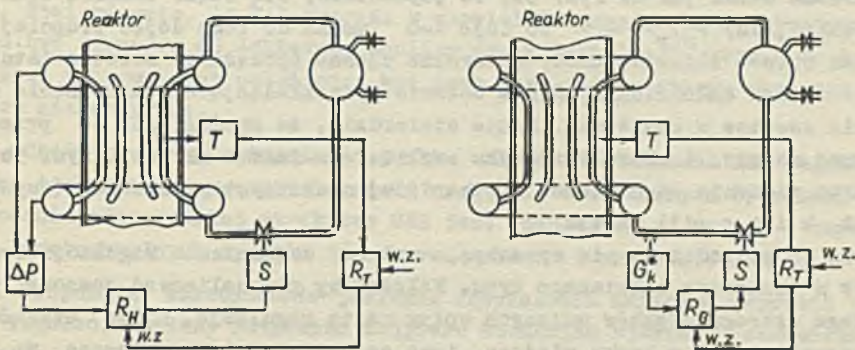 Reaktor
T
ΔP
S
R_T
w.z.
R_H
w.z
Reaktor
T
G_k
S
R_T
w.z.
R_G
w.z.